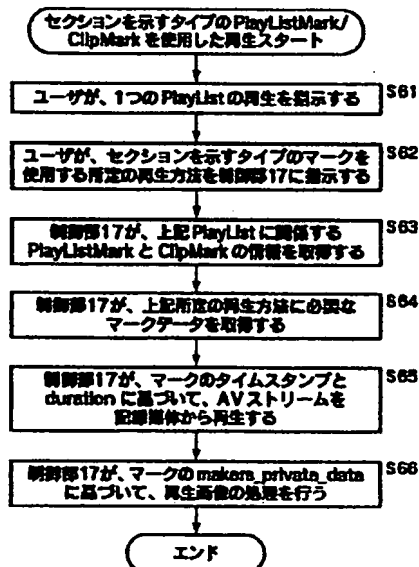 セクションを示すタイプのPlayListMark/
ClipMarkを使用した再生スタート
ユーザが、1つのPlayListの再生を指示する
S61
ユーザが、セクションを示すタイプのマークを
使用する所定の再生方法を制御部17に指示する
S62
制御部17が、上記PlayListに関係する
PlayListMarkとClipMarkの情報を取得する
S63
制御部17が、上記所定の再生方法に必要な
マークデータを取得する
S64
制御部17が、マークのタイムスタンプと
durationに基づいて、AVストリームを
記録媒体から再生する
S65
制御部17が、マークのmakers_private_data
に基づいて、再生画像の処理を行う
S66
エンド